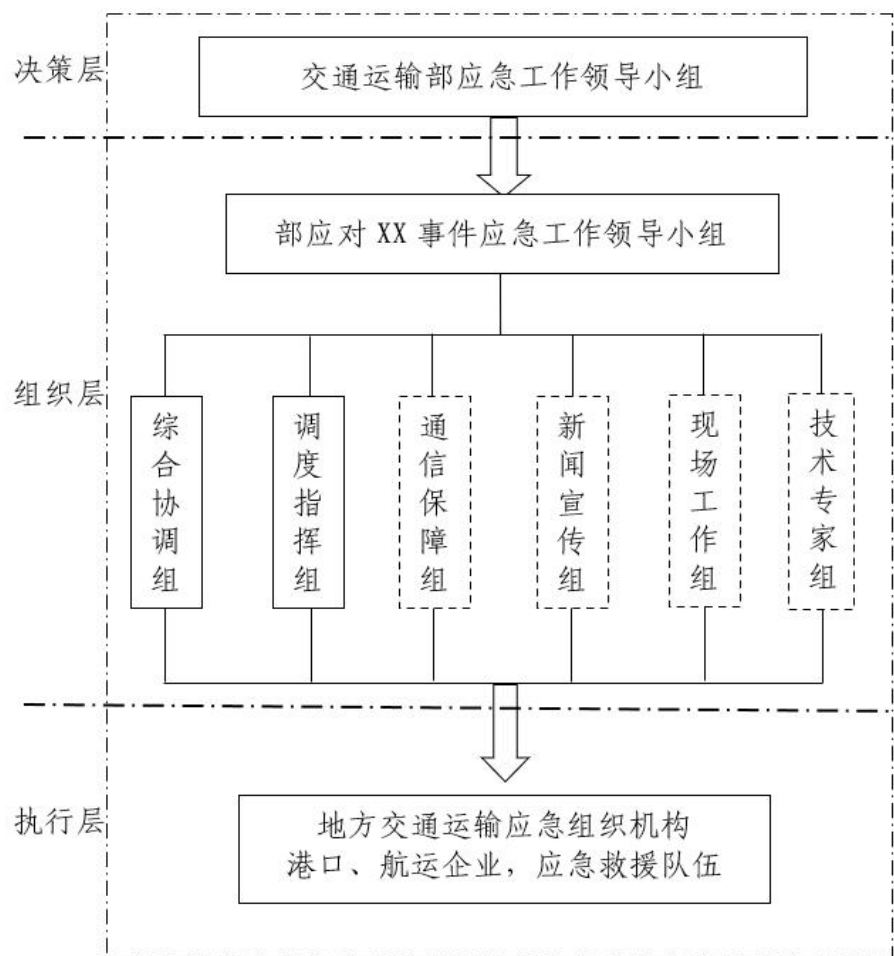 决策层
交通运输部应急工作领导小组
部应对 XX 事件应急工作领导小组
组织层
综合协调组
调度指挥组
通信保障组
新闻宣传组
现场工作组
技术专家组
执行层
地方交通运输应急组织机构
港口、航运企业，应急救援队伍